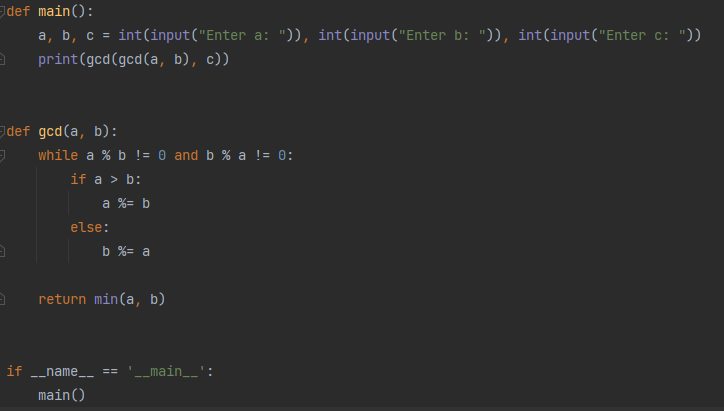 def main():
    a, b, c = int(input("Enter a: ")), int(input("Enter b: ")), int(input("Enter c: "))
    print(gcd(gcd(a, b), c))
def gcd(a, b):
    while a % b != 0 and b % a != 0:
        if a > b:
            a %= b
        else:
            b %= a
    return min(a, b)
if __name__ == '__main__':
    main()